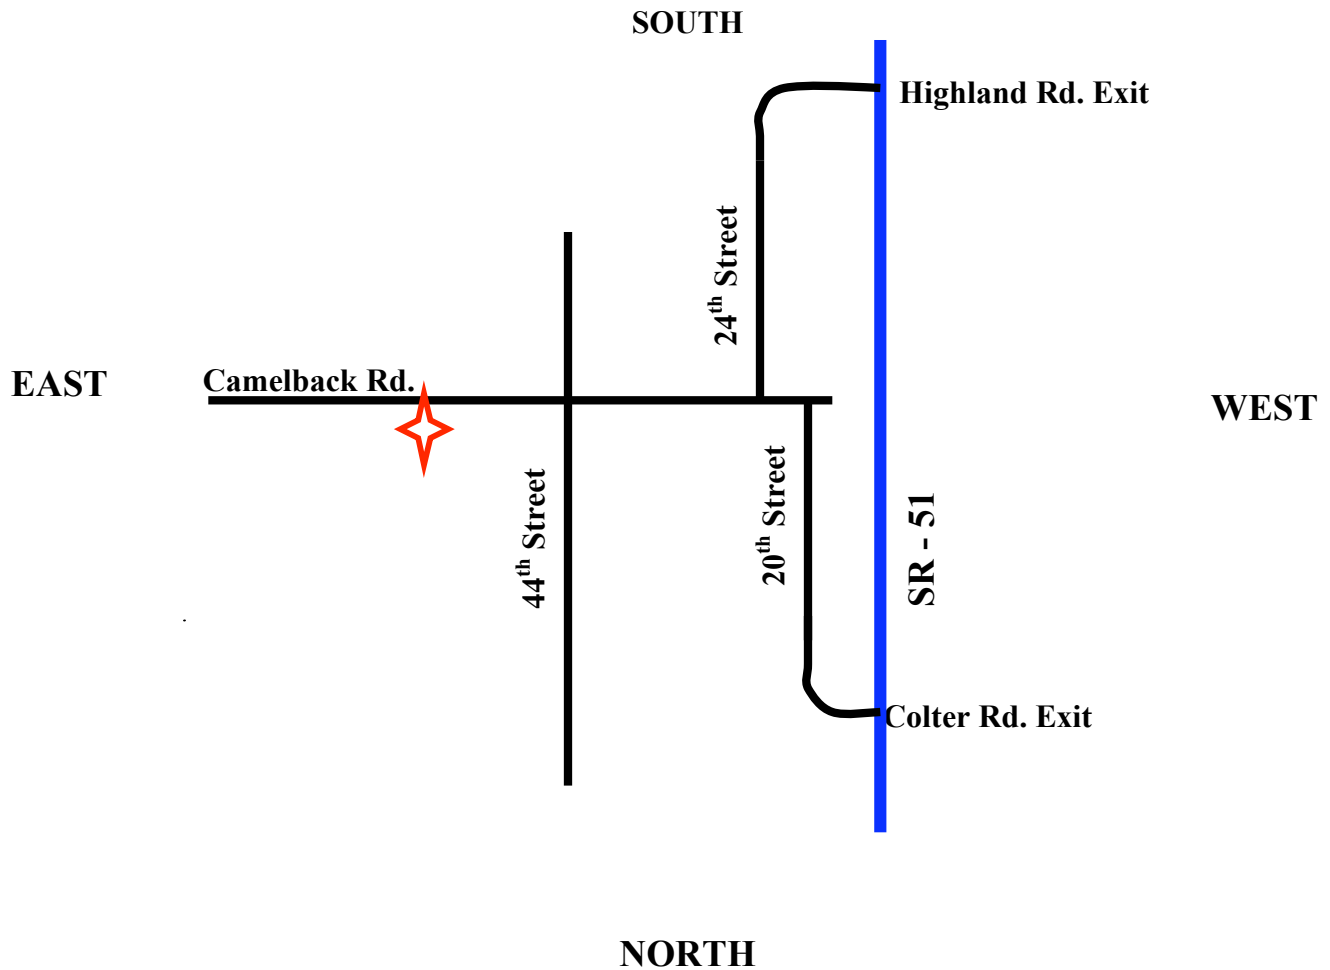 SOUTH
Highland Rd. Exit
24th Street
EAST
Camelback Rd.
WEST
44th Street
20th Street
SR - 51
Colter Rd. Exit
NORTH